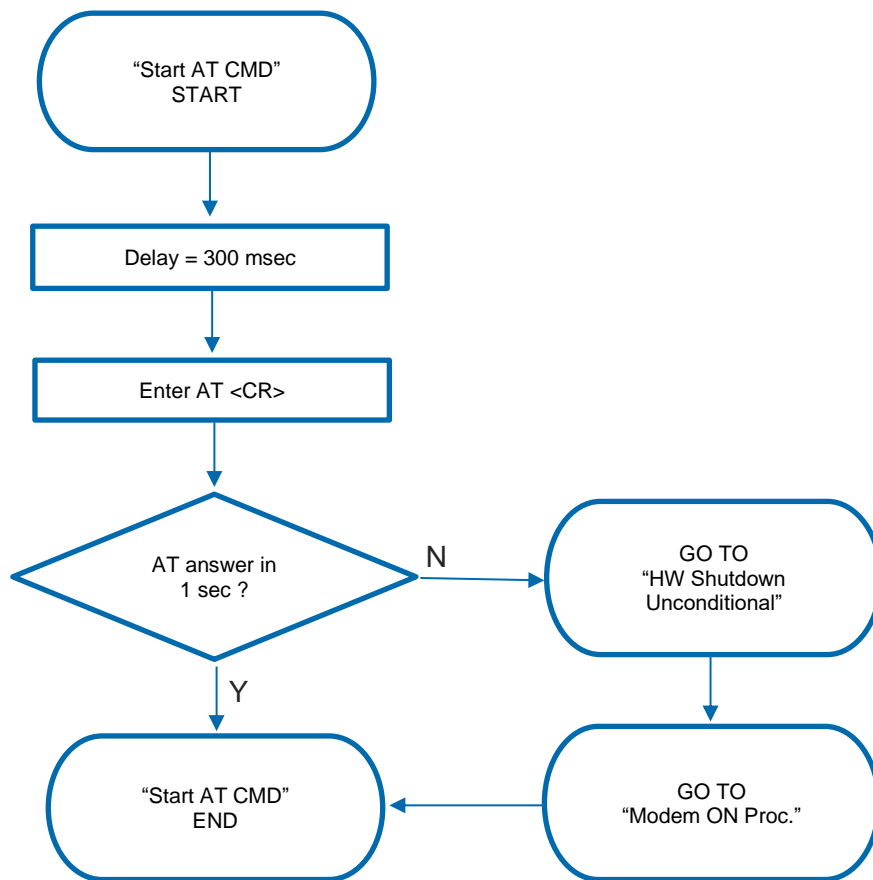 “Start AT CMD”
START
Delay = 300 msec
Enter AT <CR>
AT answer in
1 sec ?
N
GO TO
“HW Shutdown
Unconditional”
Y
“Start AT CMD”
END
GO TO
“Modem ON Proc.”